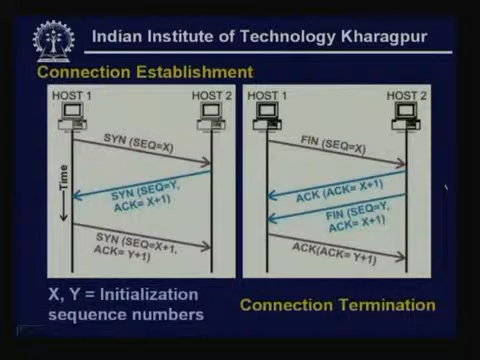 Indian Institute of Technology Kharagpur
Connection Establishment
HOST 1
HOST 2
SYN (SEQ=X)
SYN (SEQ=Y,
ACK= X+1)
SYN (SEQ=X+1,
ACK= Y+1)
Time
X, Y = Initialization
sequence numbers
HOST 1
HOST 2
FIN (SEQ=X)
ACK (ACK= X+1)
FIN (SEQ=Y,
ACK= X+1)
ACK(ACK= Y+1)
Connection Termination